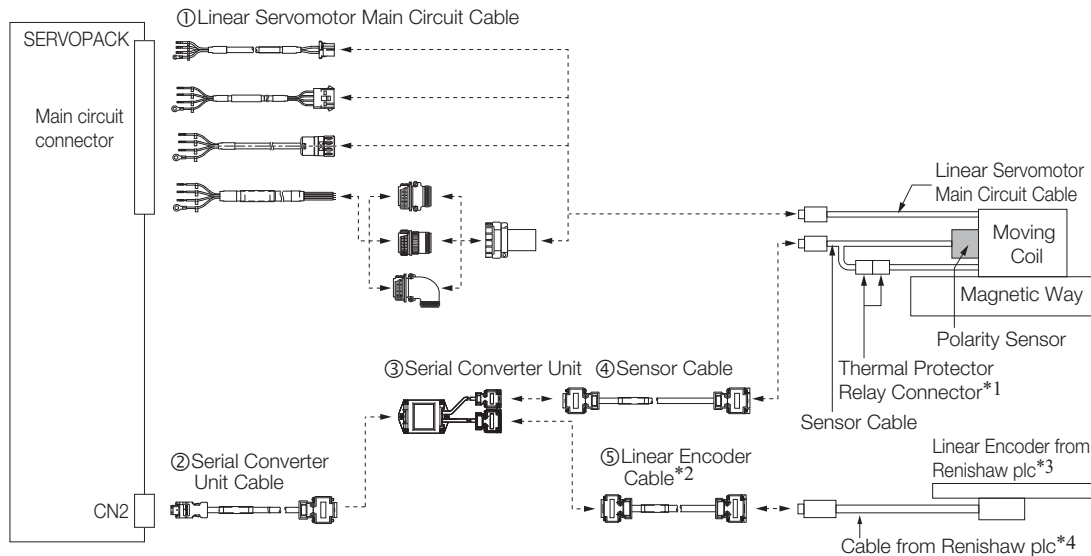 ①Linear Servomotor Main Circuit Cable
SERVOPACK
Main circuit
connector
Linear Servomotor
Main Circuit Cable
Moving
Coil
Magnetic Way
Polarity Sensor
Thermal Protector
Relay Connector*1
Sensor Cable
③Serial Converter Unit
④Sensor Cable
②Serial Converter
Unit Cable
CN2
⑤Linear Encoder
Cable*2
Linear Encoder from
Renishaw plc*3
Cable from Renishaw plc*4